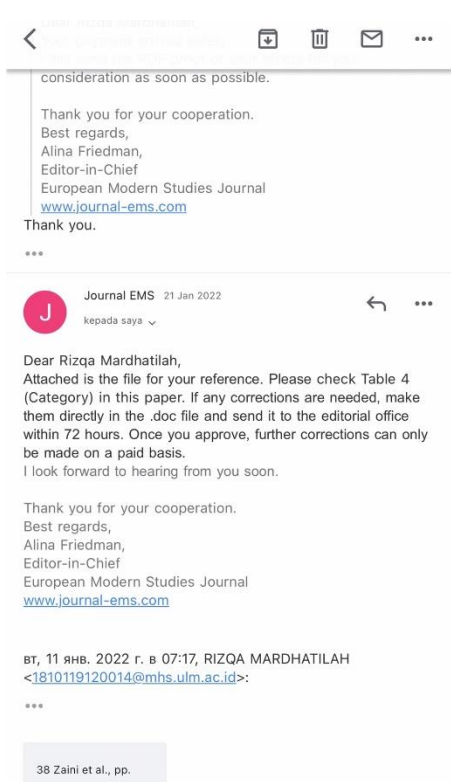 consideration as soon as possible.
Thank you for your cooperation.
Best regards,
Alina Friedman,
Editor-in-Chief
European Modern Studies Journal
www.journal-ems.com
Thank you.
J
Journal EMS 21 Jan 2022
kepada saya
Dear Rizqa Mardhatilah,
Attached is the file for your reference. Please check Table 4
(Category) in this paper. If any corrections are needed, make
them directly in the .doc file and send it to the editorial office
within 72 hours. Once you approve, further corrections can only
be made on a paid basis.
I look forward to hearing from you soon.
Thank you for your cooperation.
Best regards,
Alina Friedman,
Editor-in-Chief
European Modern Studies Journal
www.journal-ems.com
вт, 11 янв. 2022 г. в 07:17, RIZQA MARDHATILAH
<1810119120014@mhs.ulm.ac.id>:
38 Zaini et al., pp.